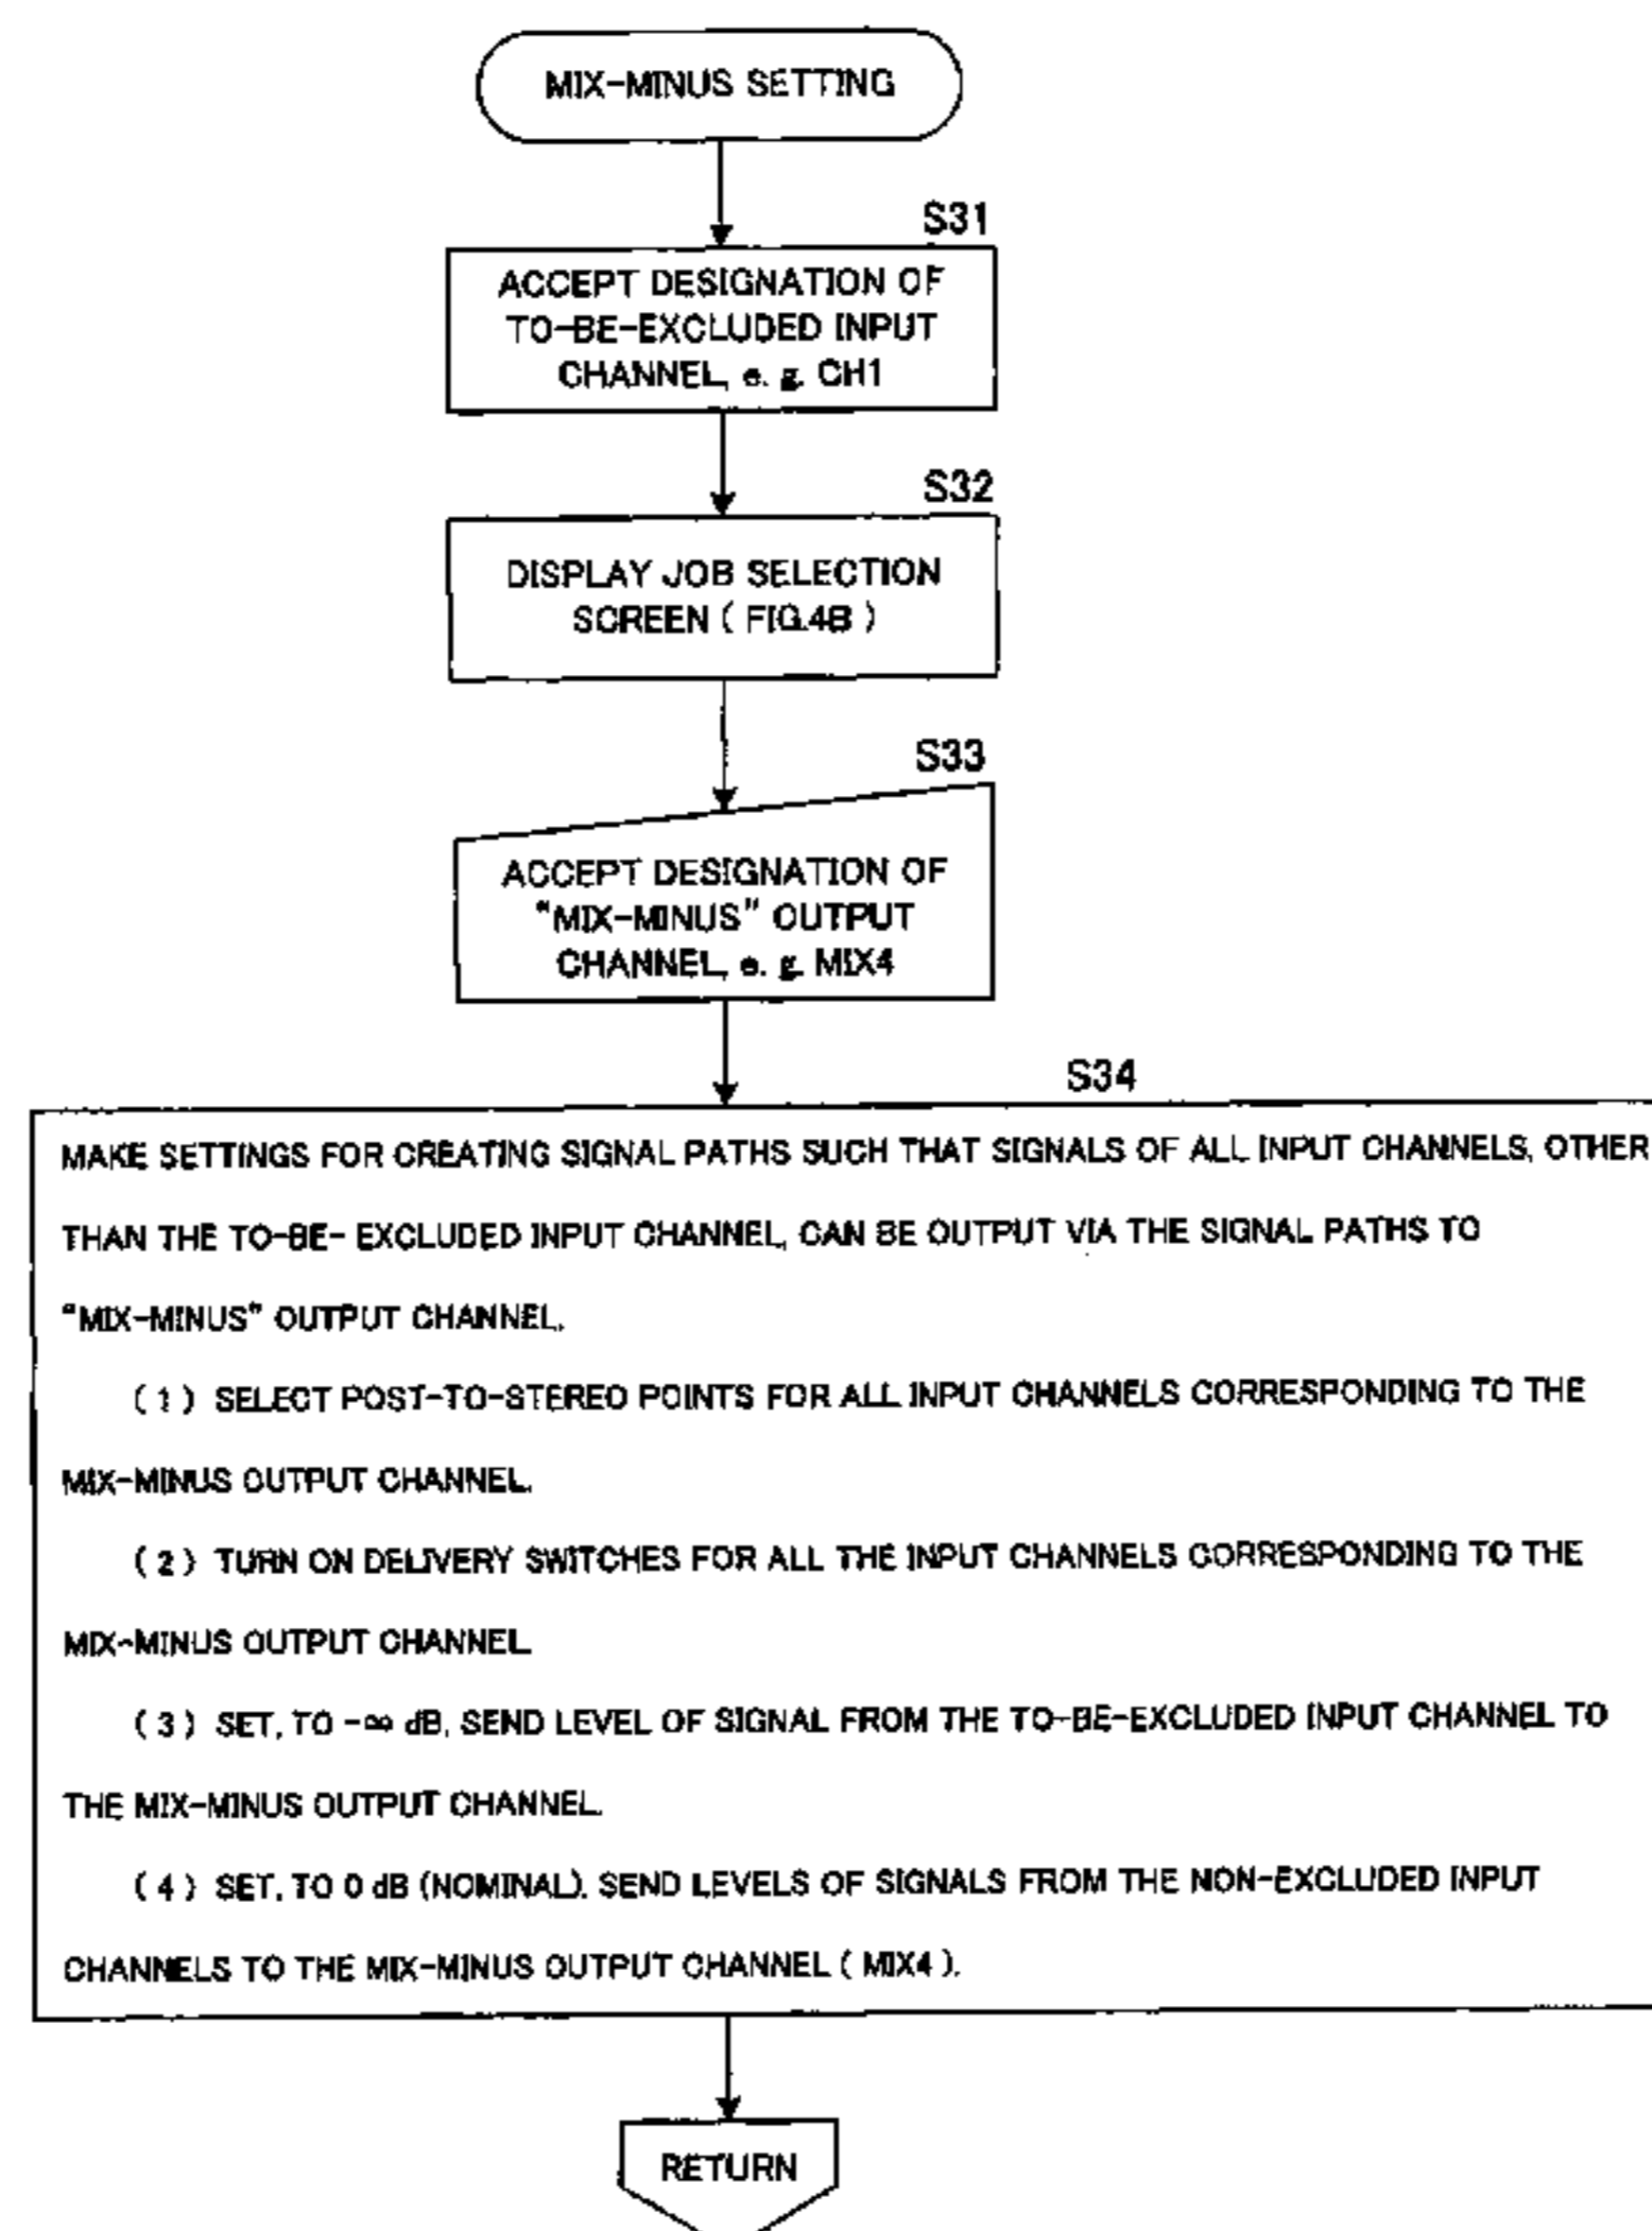 MIX-MINUS SETTING
S31
ACCEPT DESIGNATION OF
TO-BE-EXCLUDED INPUT
CHANNEL, e. g. CH1
S32
DISPLAY JOB SELECTION
SCREEN ( FIG.4B )
S33
ACCEPT DESIGNATION OF
"MIX-MINUS" OUTPUT
CHANNEL, e. g. MIX4
S34
MAKE SETTINGS FOR CREATING SIGNAL PATHS SUCH THAT SIGNALS OF ALL INPUT CHANNELS, OTHER
THAN THE TO-BE- EXCLUDED INPUT CHANNEL, CAN BE OUTPUT VIA THE SIGNAL PATHS TO
"MIX-MINUS" OUTPUT CHANNEL.
( 1 ) SELECT POST-TO-STEREO POINTS FOR ALL INPUT CHANNELS CORRESPONDING TO THE
MIX-MINUS OUTPUT CHANNEL.
( 2 ) TURN ON DELIVERY SWITCHES FOR ALL THE INPUT CHANNELS CORRESPONDING TO THE
MIX-MINUS OUTPUT CHANNEL
( 3 ) SET, TO -∞ dB, SEND LEVEL OF SIGNAL FROM THE TO-BE-EXCLUDED INPUT CHANNEL TO
THE MIX-MINUS OUTPUT CHANNEL.
( 4 ) SET, TO 0 dB (NOMINAL), SEND LEVELS OF SIGNALS FROM THE NON-EXCLUDED INPUT
CHANNELS TO THE MIX-MINUS OUTPUT CHANNEL ( MIX4 ).
RETURN